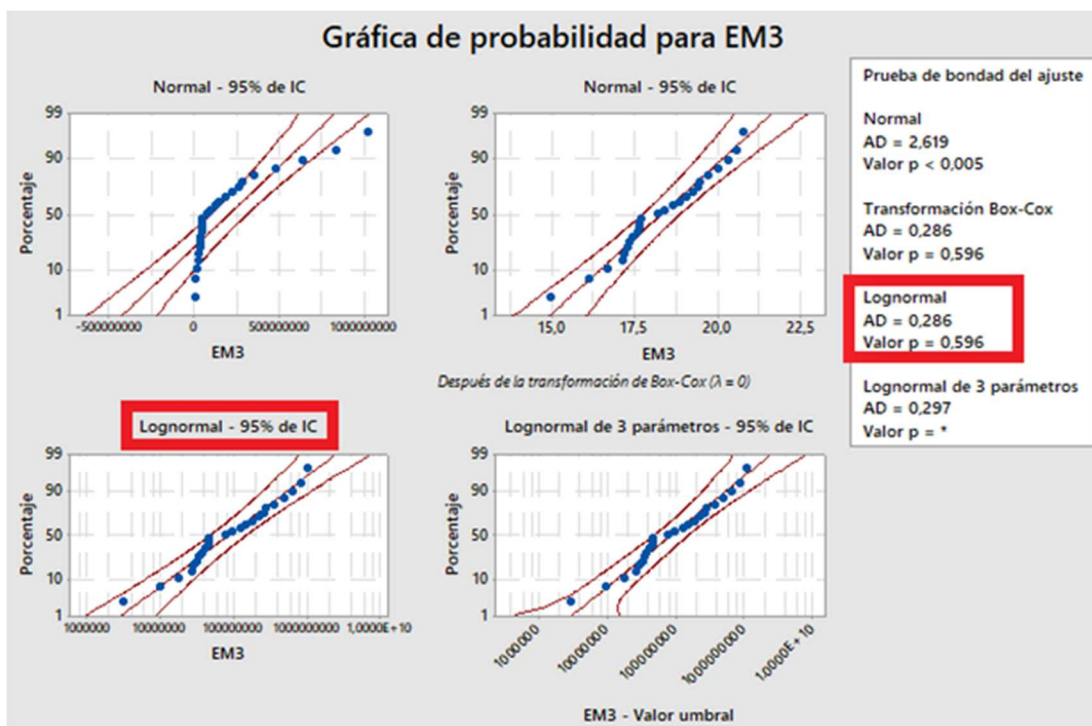 Gráfica de probabilidad para EM3
Normal - 95% de IC
Porcentaje
99
90
50
10
1
-500000000 0 500000000 1000000000
EM3
Normal - 95% de IC
Porcentaje
99
90
50
10
1
15,0 17,5 20,0 22,5
EM3
Después de la transformación de Box-Cox (λ = 0)
Lognormal - 95% de IC
Porcentaje
99
90
50
10
1
1000000 10000000 100000000 1000000000 1,0000E+10
EM3
Lognormal de 3 parámetros - 95% de IC
Porcentaje
99
90
50
10
1
1000000 10000000 100000000 1000000000 1,0000E+10
EM3 - Valor umbral
Prueba de bondad del ajuste
Normal
AD = 2,619
Valor p < 0,005
Transformación Box-Cox
AD = 0,286
Valor p = 0,596
Lognormal
AD = 0,286
Valor p = 0,596
Lognormal de 3 parámetros
AD = 0,297
Valor p = *